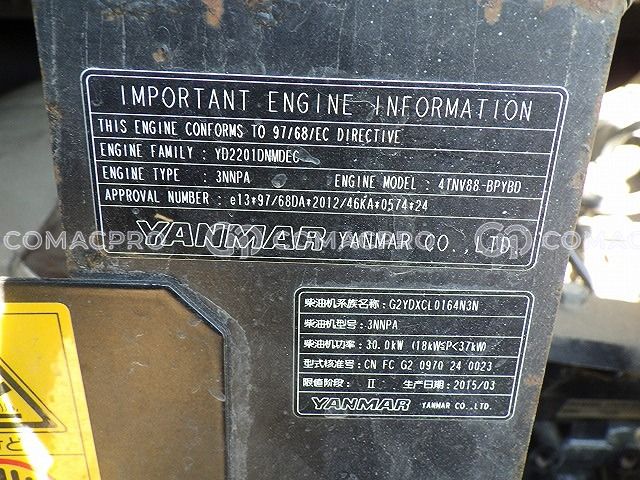 IMPORTANT ENGINE INFORMATION
THIS ENGINE CONFORMS TO 97/68/EC DIRECTIVE
ENGINE FAMILY : YD2201DNMDEC
ENGINE TYPE : 3NNPA ENGINE MODEL : 4TNV88-BPYBD
APPROVAL NUMBER : e13*97/68DA*2012/46KA*0574*24
YANMAR YANMAR CO.,LTD.
COMACPRO COMACPRO COMACPRO
柴油机系族名称: G2YDXCL0164N3N
柴油机型号: 3NNPA
柴油机功率: 30.0kW (18kW≦P<37kW)
型式核准号: CN FC G2 0970 24 0023
限值阶段: II 生产日期: 2015/03
YANMAR YANMAR CO.,LTD.